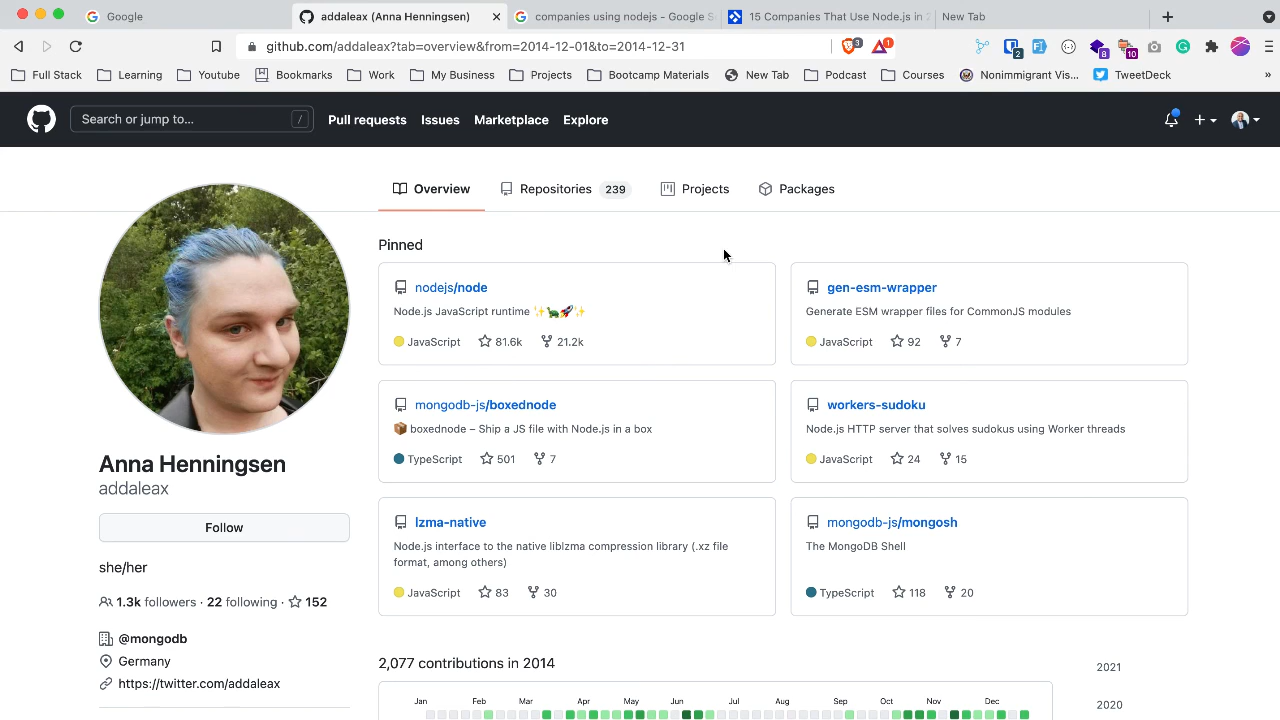 Google
addaleax (Anna Henningsen)
companies using nodejs - Google S
15 Companies That Use Node.js in 2
New Tab
github.com/addaleax?tab=overview&from=2014-12-01&to=2014-12-31
3
1
2
8
10
Full Stack
Learning
Youtube
Bookmarks
Work
My Business
Projects
Bootcamp Materials
New Tab
Podcast
Courses
Nonimmigrant Vis...
TweetDeck
»
Search or jump to...
/
Pull requests
Issues
Marketplace
Explore
Overview
Repositories 239
Projects
Packages
Pinned
nodejs/node
Node.js JavaScript runtime ✨🐢🚀✨
JavaScript 81.6k 21.2k
gen-esm-wrapper
Generate ESM wrapper files for CommonJS modules
JavaScript 92 7
mongodb-js/boxednode
📦 boxednode – Ship a JS file with Node.js in a box
TypeScript 501 7
workers-sudoku
Node.js HTTP server that solves sudokus using Worker threads
JavaScript 24 15
lzma-native
Node.js interface to the native liblzma compression library (.xz file
format, among others)
JavaScript 83 30
mongodb-js/mongosh
The MongoDB Shell
TypeScript 118 20
Anna Henningsen
addaleax
Follow
she/her
1.3k followers · 22 following · 152
@mongodb
Germany
https://twitter.com/addaleax
2,077 contributions in 2014
2021
2020
Jan Feb Mar Apr May Jun Jul Aug Sep Oct Nov Dec